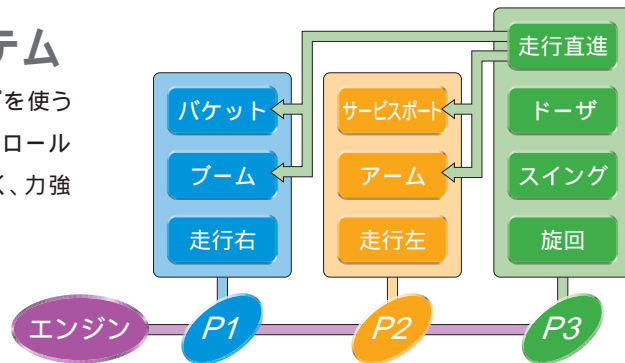 テム
を使う
ロール
く、力強
走行直進
バケット
サービスポート
ドーザ
ブーム
アーム
スイング
走行右
走行左
旋回
エンジン
P1
P2
P3